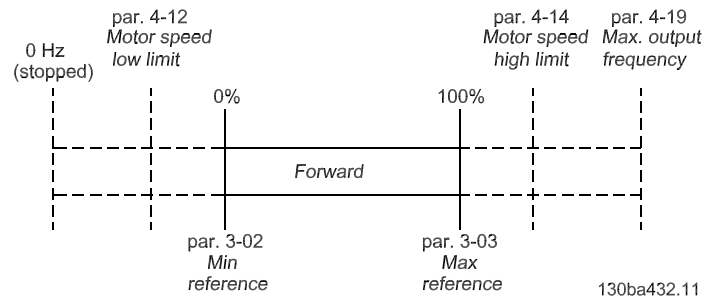 par. 4-12
Motor speed
low limit
par. 4-14
Motor speed
high limit
par. 4-19
Max. output
frequency
0 Hz
(stopped)
0%
100%
Forward
par. 3-02
Min
reference
par. 3-03
Max
reference
130ba432.11